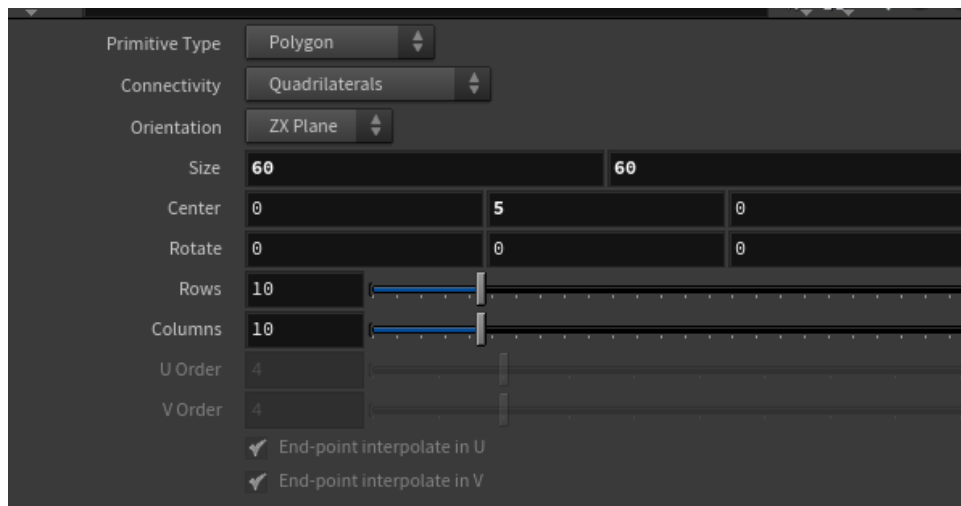 Primitive Type Polygon
Connectivity Quadrilaterals
Orientation ZX Plane
Size 60 60
Center 0 5 0
Rotate 0 0 0
Rows 10
Columns 10
U Order 4
V Order 4
End-point interpolate in U
End-point interpolate in V